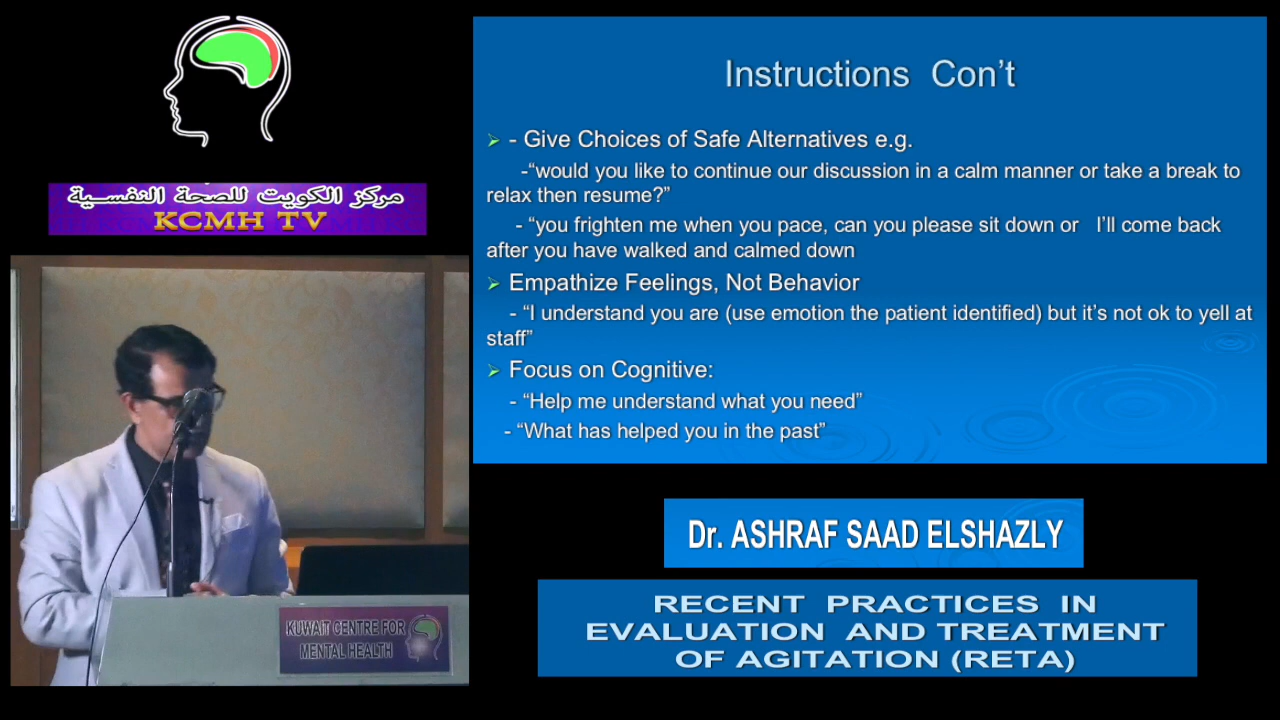 مركز الكويت للصحة النفسية
KCMH TV
KUWAIT CENTRE FOR
MENTAL HEALTH
Instructions Con’t
- Give Choices of Safe Alternatives e.g.
-“would you like to continue our discussion in a calm manner or take a break to
relax then resume?”
- “you frighten me when you pace, can you please sit down or I’ll come back
after you have walked and calmed down
Empathize Feelings, Not Behavior
- “I understand you are (use emotion the patient identified) but it’s not ok to yell at
staff”
Focus on Cognitive:
- “Help me understand what you need”
- “What has helped you in the past”
Dr. ASHRAF SAAD ELSHAZLY
RECENT PRACTICES IN
EVALUATION AND TREATMENT
OF AGITATION (RETA)